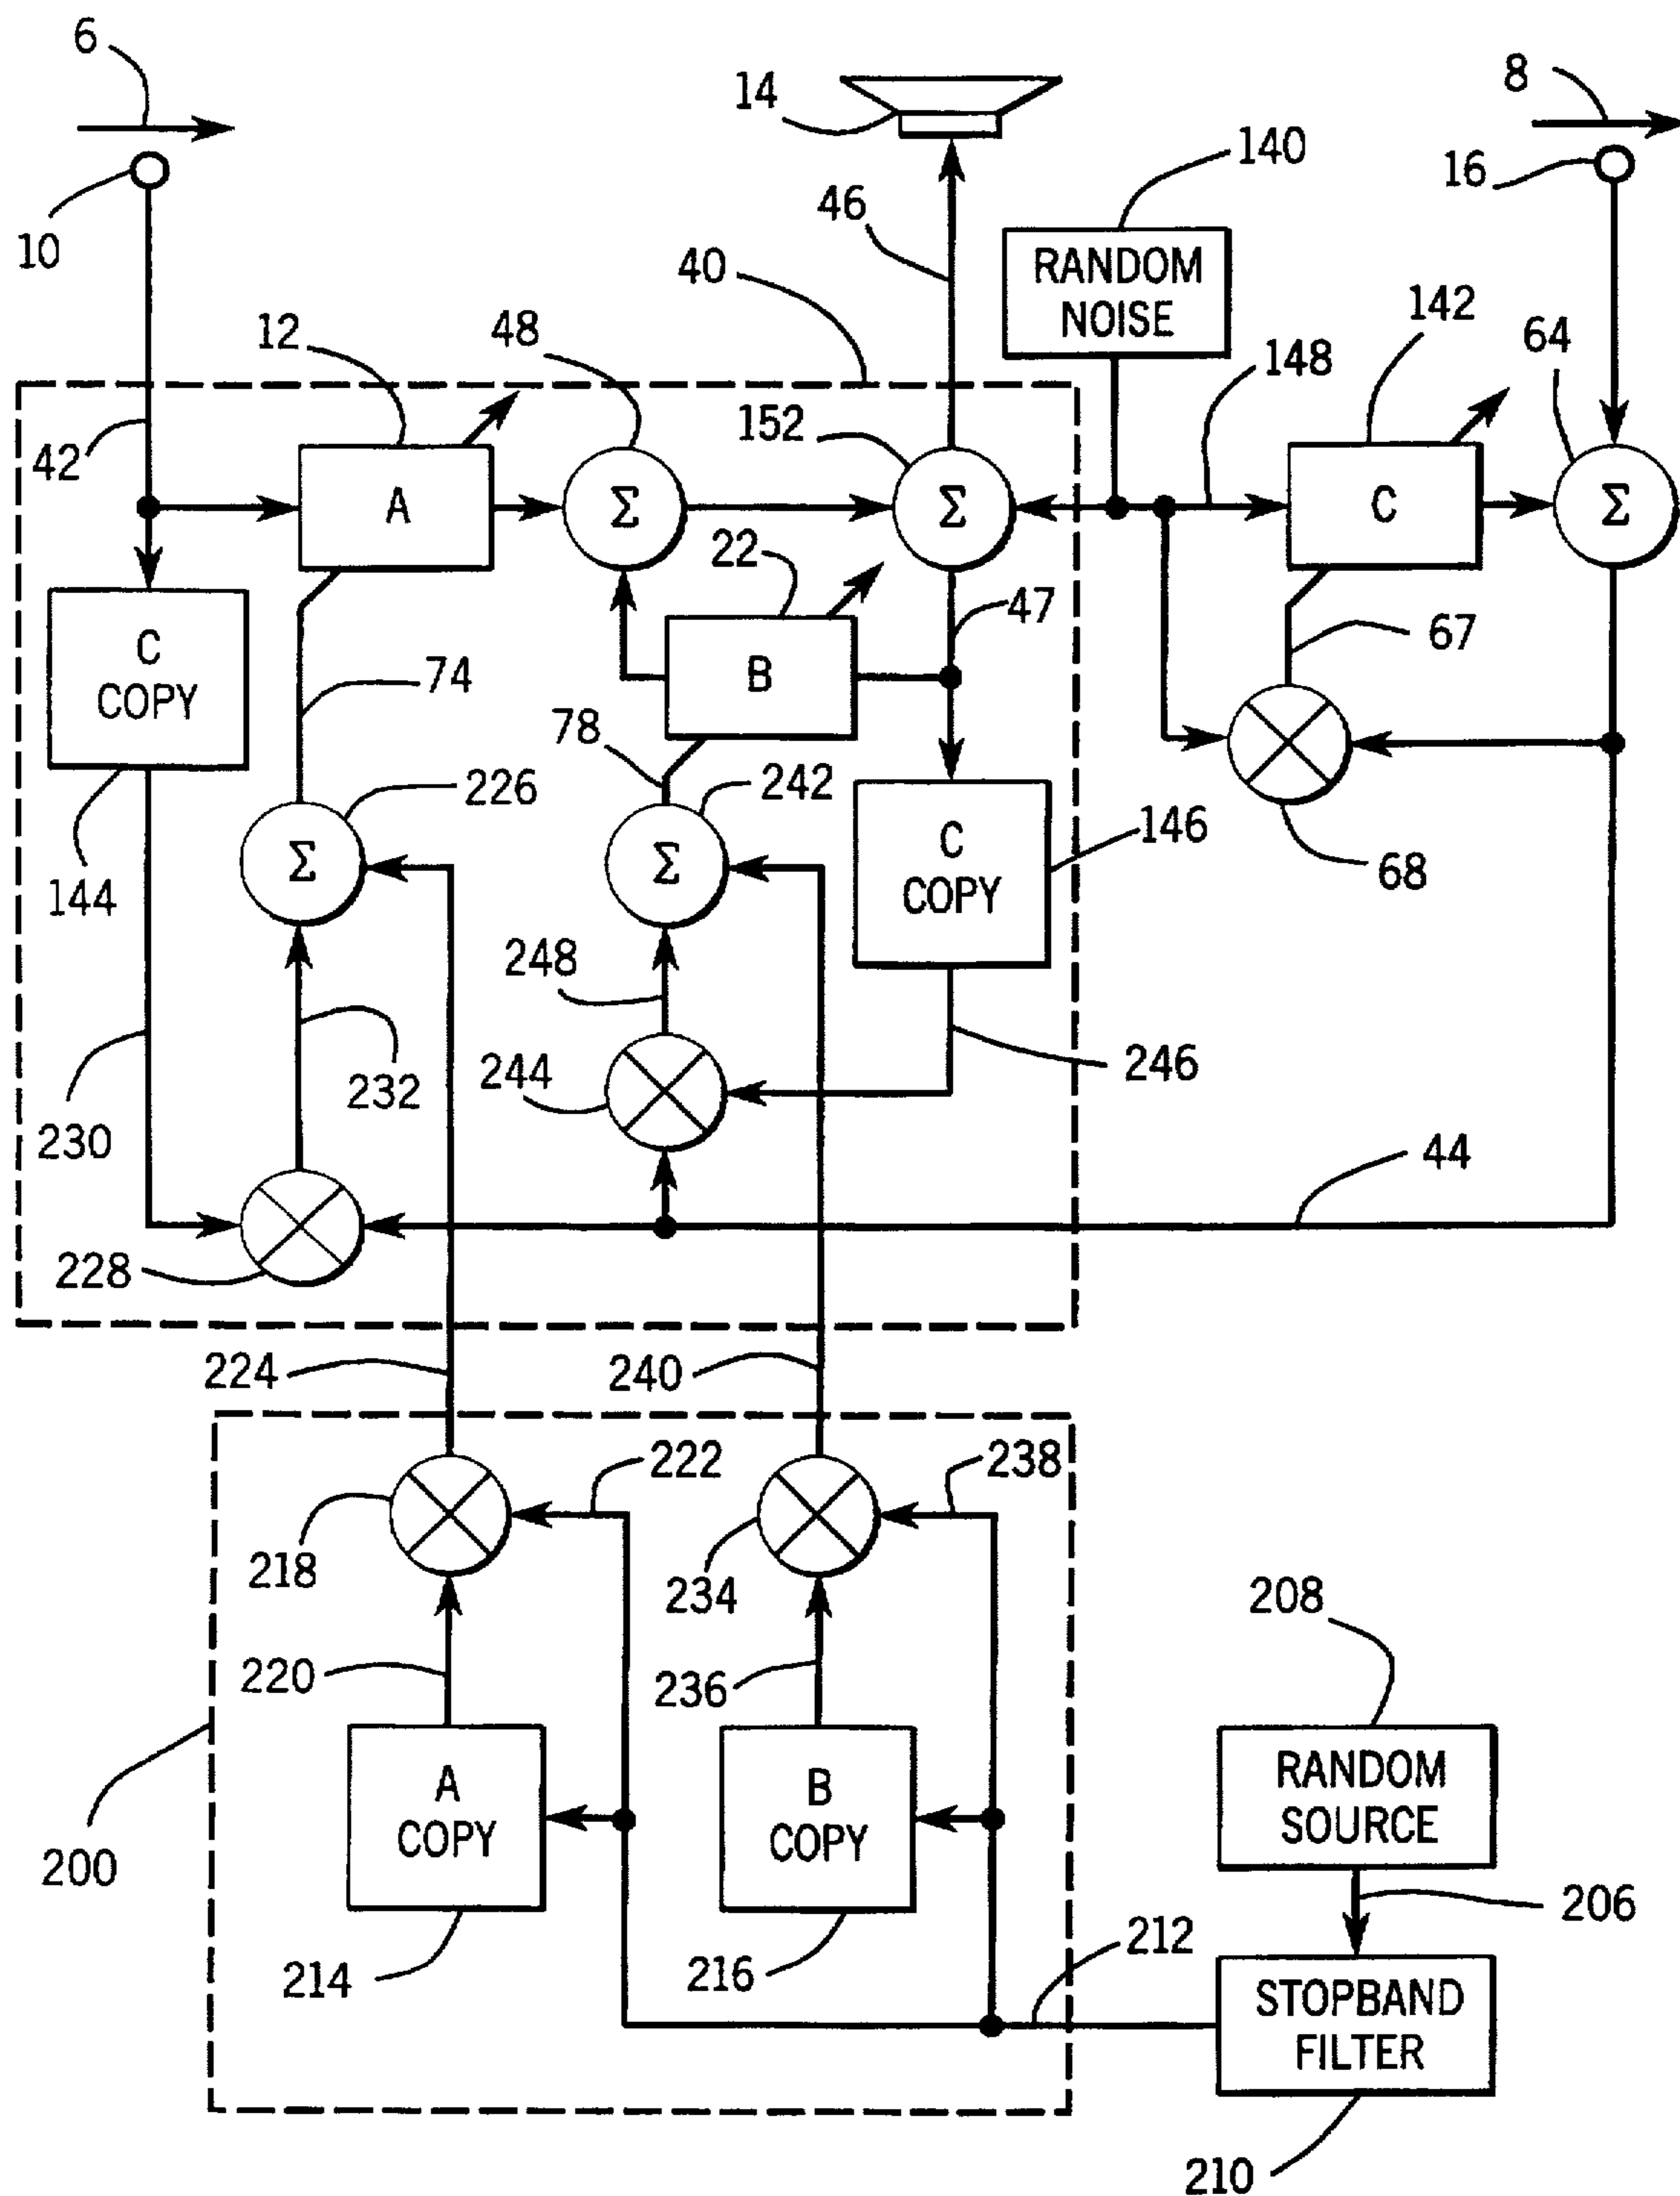 6
8
14
140
16
10
46
RANDOM
NOISE
40
12
48
142
64
148
152
42
A
Σ
Σ
C
Σ
22
47
C
COPY
B
67
74
78
226
242
C
COPY
146
144
Σ
Σ
68
248
244
246
232
230
44
228
224
240
222
238
218
234
208
220
236
A
COPY
B
COPY
RANDOM
SOURCE
200
206
212
214
216
STOPBAND
FILTER
210